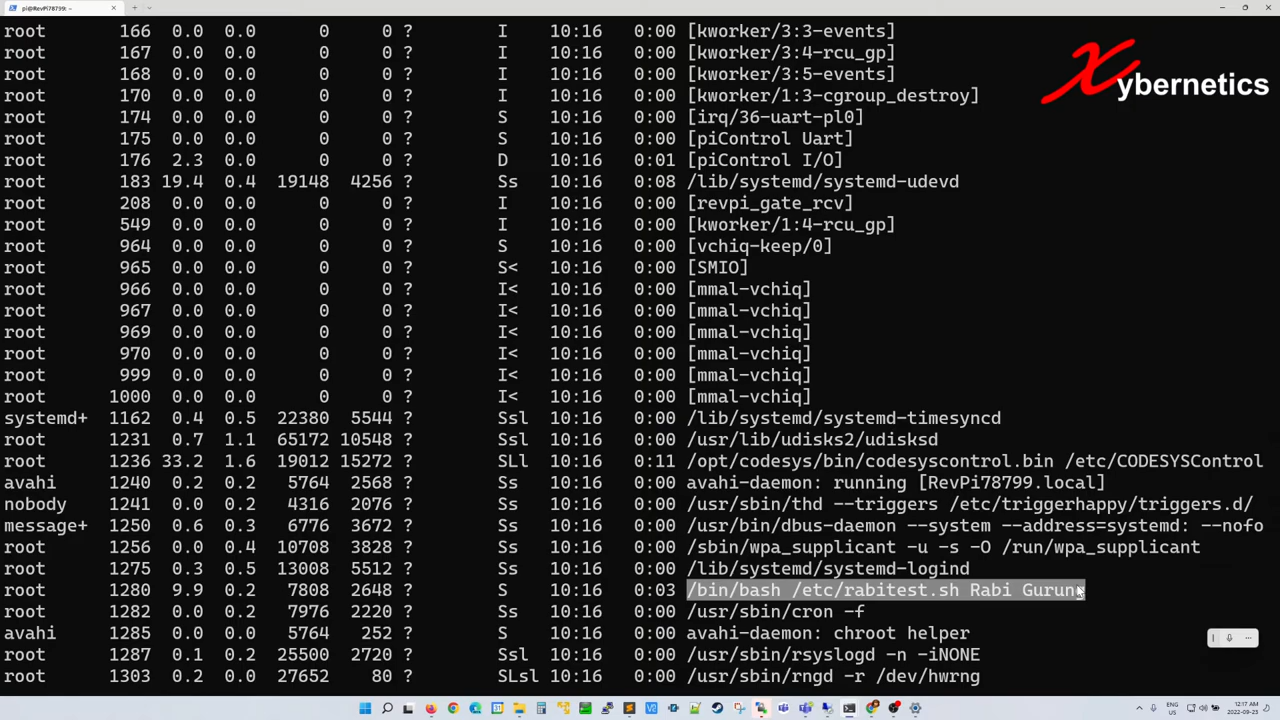 pi@RevPi78799: ~
root 166 0.0 0.0 0 0 ? I 10:16 0:00 [kworker/3:3-events]
root 167 0.0 0.0 0 0 ? I 10:16 0:00 [kworker/3:4-rcu_gp]
root 168 0.0 0.0 0 0 ? I 10:16 0:00 [kworker/3:5-events]
root 170 0.0 0.0 0 0 ? I 10:16 0:00 [kworker/1:3-cgroup_destroy]
root 174 0.0 0.0 0 0 ? S 10:16 0:00 [irq/36-uart-pl0]
root 175 0.0 0.0 0 0 ? S 10:16 0:00 [piControl Uart]
root 176 2.3 0.0 0 0 ? D 10:16 0:01 [piControl I/O]
root 183 19.4 0.4 19148 4256 ? Ss 10:16 0:08 /lib/systemd/systemd-udevd
root 208 0.0 0.0 0 0 ? I 10:16 0:00 [revpi_gate_rcv]
root 549 0.0 0.0 0 0 ? I 10:16 0:00 [kworker/1:4-rcu_gp]
root 964 0.0 0.0 0 0 ? S 10:16 0:00 [vchiq-keep/0]
root 965 0.0 0.0 0 0 ? S< 10:16 0:00 [SMIO]
root 966 0.0 0.0 0 0 ? I< 10:16 0:00 [mmal-vchiq]
root 967 0.0 0.0 0 0 ? I< 10:16 0:00 [mmal-vchiq]
root 969 0.0 0.0 0 0 ? I< 10:16 0:00 [mmal-vchiq]
root 970 0.0 0.0 0 0 ? I< 10:16 0:00 [mmal-vchiq]
root 999 0.0 0.0 0 0 ? I< 10:16 0:00 [mmal-vchiq]
root 1000 0.0 0.0 0 0 ? I< 10:16 0:00 [mmal-vchiq]
systemd+ 1162 0.4 0.5 22380 5544 ? Ssl 10:16 0:00 /lib/systemd/systemd-timesyncd
root 1231 0.7 1.1 65172 10548 ? Ssl 10:16 0:00 /usr/lib/udisks2/udisksd
root 1236 33.2 1.6 19012 15272 ? SLl 10:16 0:11 /opt/codesys/bin/codesyscontrol.bin /etc/CODESYSControl
avahi 1240 0.0 0.2 5764 2568 ? Ss 10:16 0:00 avahi-daemon: running [RevPi78799.local]
nobody 1241 0.0 0.2 4316 2076 ? Ss 10:16 0:00 /usr/sbin/thd --triggers /etc/triggerhappy/triggers.d/
message+ 1250 0.6 0.3 6776 3672 ? Ss 10:16 0:00 /usr/bin/dbus-daemon --system --address=systemd: --nofo
root 1256 0.0 0.4 10708 3828 ? Ss 10:16 0:00 /sbin/wpa_supplicant -u -s -O /run/wpa_supplicant
root 1275 0.3 0.5 13008 5512 ? Ss 10:16 0:00 /lib/systemd/systemd-logind
root 1280 9.9 0.2 7808 2648 ? S 10:16 0:03 /bin/bash /etc/rabitest.sh Rabi Gurung
root 1282 0.0 0.2 7976 2220 ? Ss 10:16 0:00 /usr/sbin/cron -f
avahi 1285 0.0 0.0 5764 252 ? S 10:16 0:00 avahi-daemon: chroot helper
root 1287 0.1 0.2 25500 2720 ? Ssl 10:16 0:00 /usr/sbin/rsyslogd -n -iNONE
root 1303 0.2 0.0 27652 80 ? SLsl 10:16 0:00 /usr/sbin/rngd -r /dev/hwrng
Xybernetics
ENG
US
12:17 AM
2022-09-23